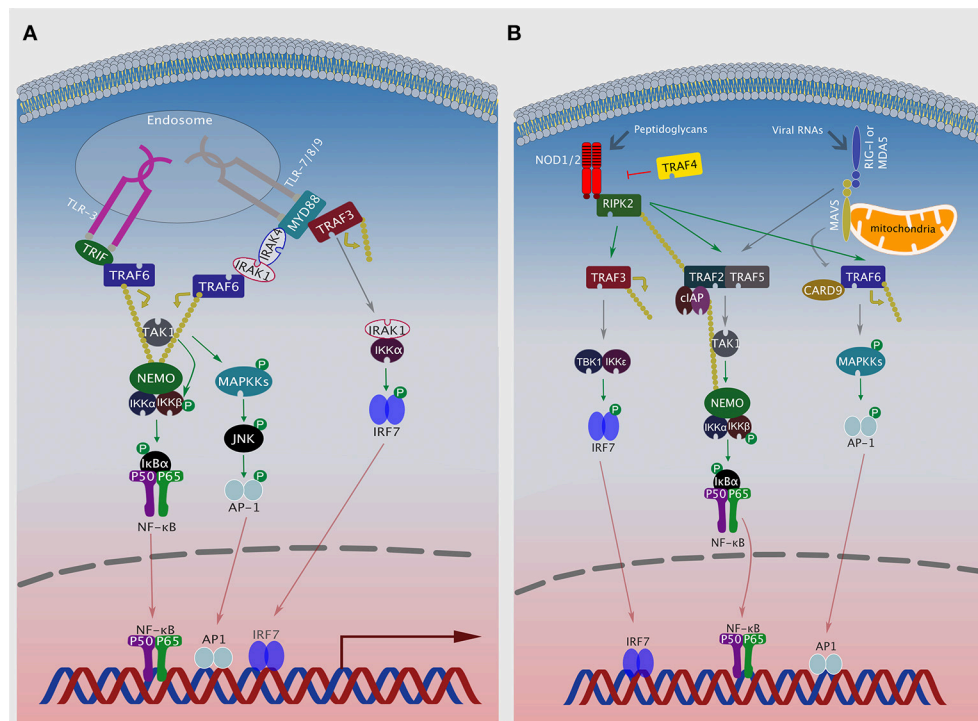 A
Endosome
TLR-3
TLR-7/8/9
TRIF
TRAF6
TRAF6
IRAK1
IRAK4
MYD88
TRAF3
TAK1
NEMO
IKKα
IKKβ
P
P
IκBα
P50
P65
NF-κB
MAPKKs
P
JNK
P
P
AP-1
IRAK1
IKKα
P
IRF7
NF-κB
P50
P65
AP1
IRF7
B
Peptidoglycans
Viral RNAs
NOD1/2
TRAF4
RIG-I or
MDA5
RIPK2
MAVS
mitochondria
TRAF3
TRAF2
TRAF5
cIAP
CARD9
TRAF6
TBK1
IKKε
P
IRF7
TAK1
NEMO
IKKα
IKKβ
P
P
IκBα
P50
P65
NF-κB
P
MAPKKs
P
AP-1
IRF7
NF-κB
P50
P65
AP1